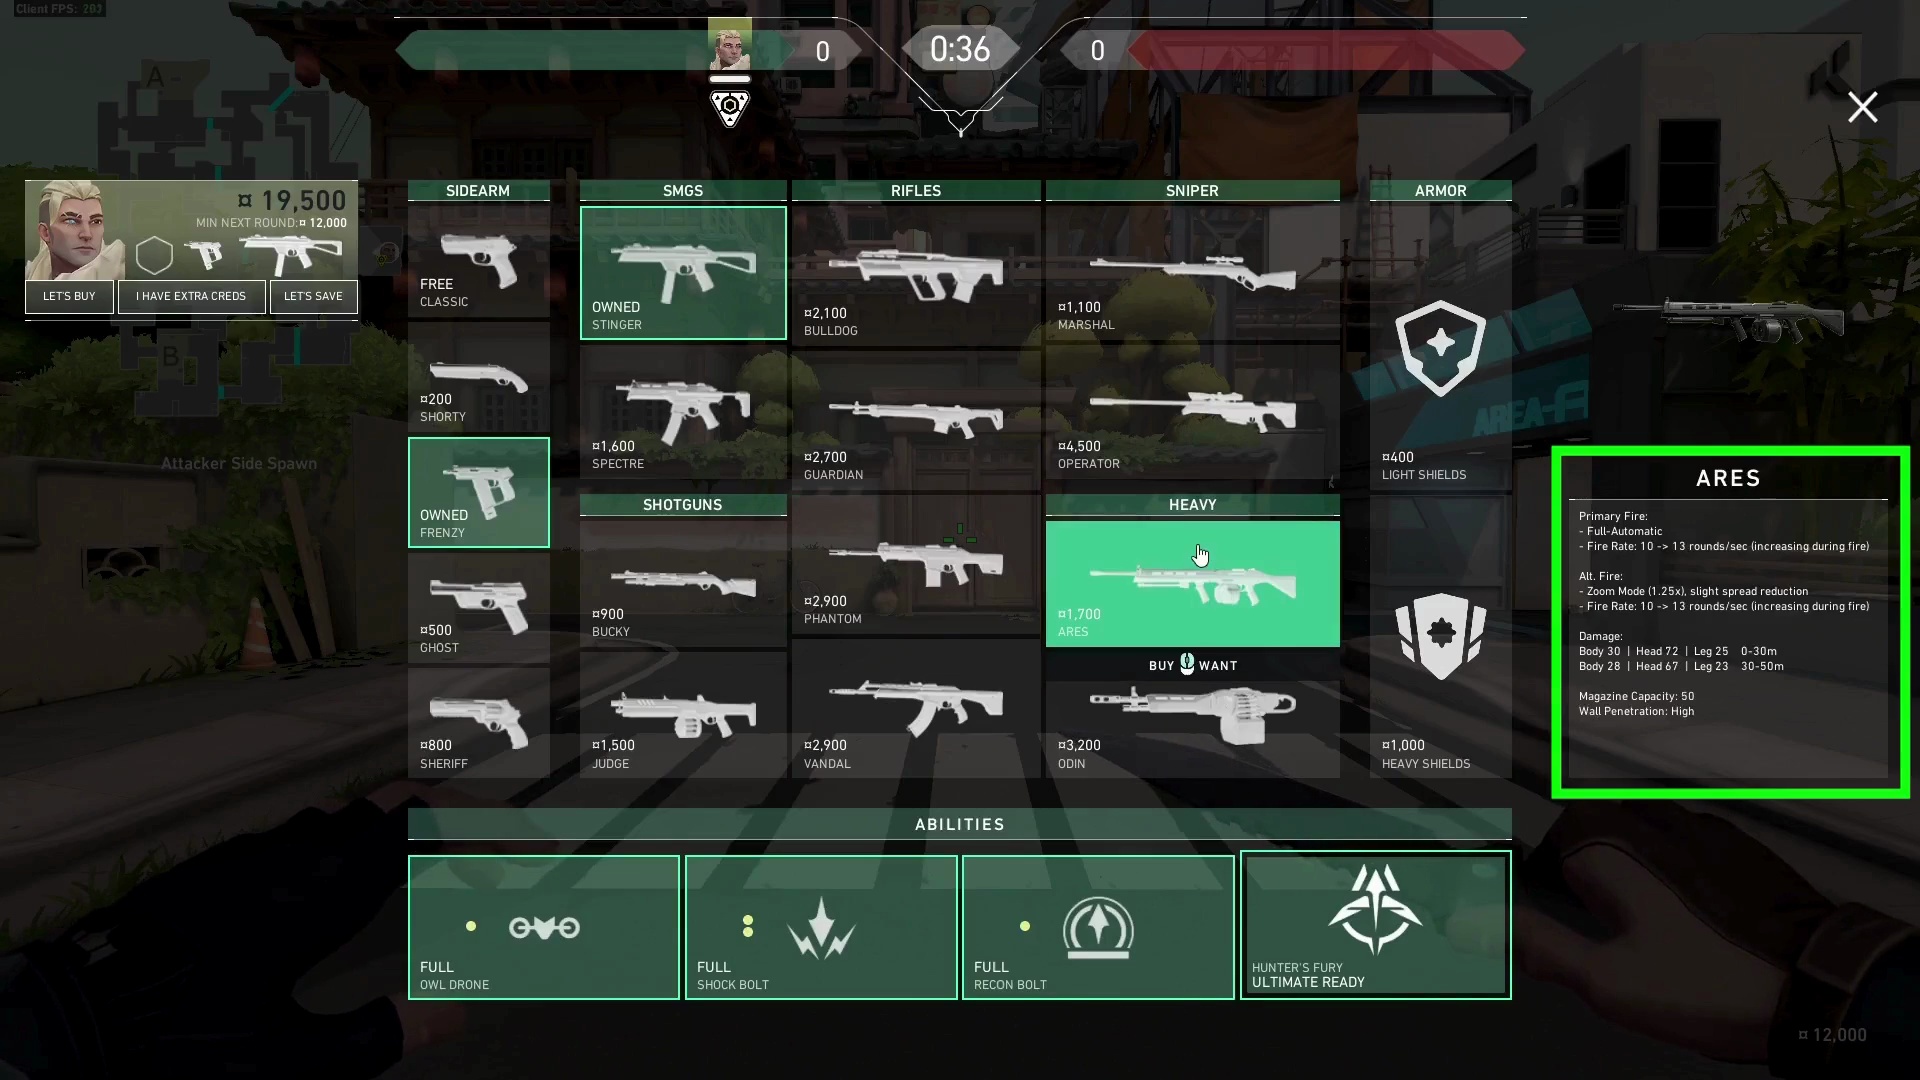 Client FPS: 203
0
0:36
0
A
B
Attacker Side Spawn
¤ 19,500
MIN NEXT ROUND: ¤ 12,000
LET'S BUY
I HAVE EXTRA CREDS
LET'S SAVE
SIDEARM
FREE
CLASSIC
¤200
SHORTY
OWNED
FRENZY
¤500
GHOST
¤800
SHERIFF
SMGS
OWNED
STINGER
¤1,600
SPECTRE
SHOTGUNS
¤900
BUCKY
¤1,500
JUDGE
RIFLES
¤2,100
BULLDOG
¤2,700
GUARDIAN
¤2,900
PHANTOM
¤2,900
VANDAL
SNIPER
¤1,100
MARSHAL
¤4,500
OPERATOR
HEAVY
¤1,700
ARES
BUY WANT
¤3,200
ODIN
ARMOR
¤400
LIGHT SHIELDS
¤1,000
HEAVY SHIELDS
AREA-A
ARES
Primary Fire:
- Full-Automatic
- Fire Rate: 10 -> 13 rounds/sec (increasing during fire)
Alt. Fire:
- Zoom Mode (1.25x), slight spread reduction
- Fire Rate: 10 -> 13 rounds/sec (increasing during fire)
Damage:
Body 30 | Head 72 | Leg 25 0-30m
Body 28 | Head 67 | Leg 23 30-50m
Magazine Capacity: 50
Wall Penetration: High
ABILITIES
FULL
OWL DRONE
FULL
SHOCK BOLT
FULL
RECON BOLT
HUNTER'S FURY
ULTIMATE READY
¤ 12,000